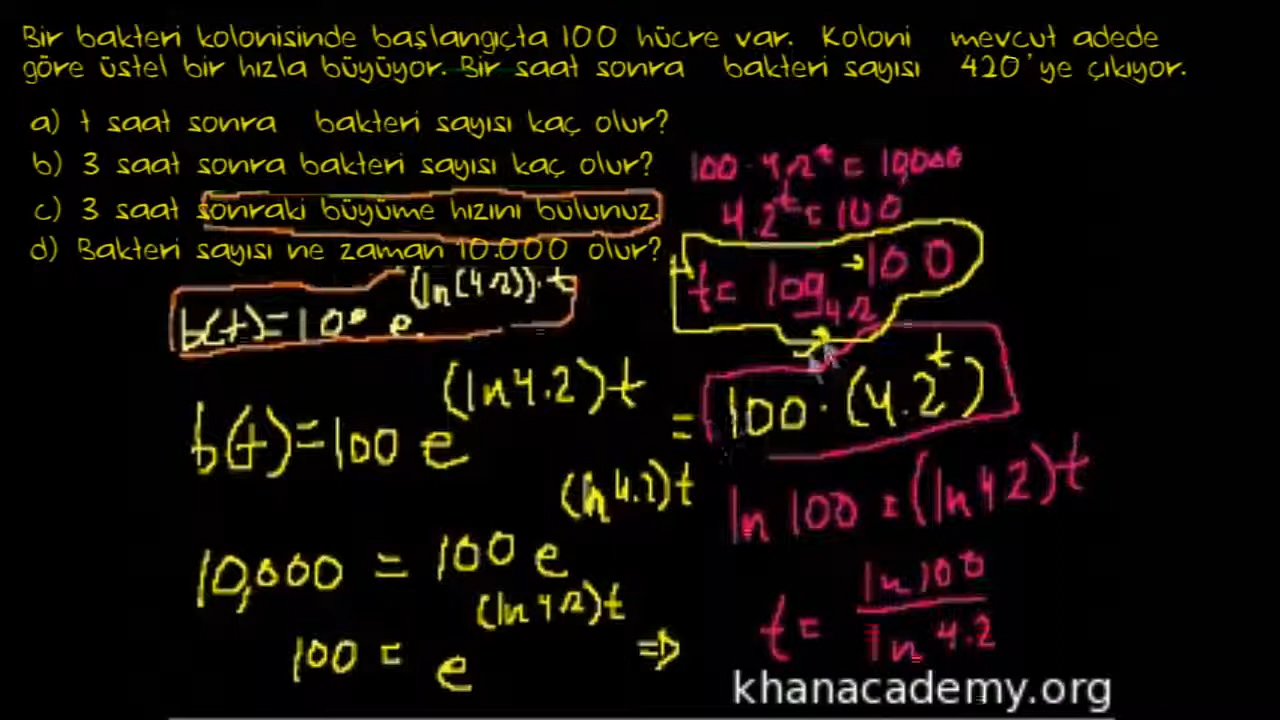 Bir bakteri kolonisinde başlangıçta 100 hücre var. Koloni mevcut adede
göre üstel bir hızla büyüyor. Bir saat sonra bakteri sayısı 420'ye çıkıyor.
a) t saat sonra bakteri sayısı kaç olur?
b) 3 saat sonra bakteri sayısı kaç olur?
c) 3 saat sonraki büyüme hızını bulunuz.
d) Bakteri sayısı ne zaman 10.000 olur?
100 · 4.2^t = 10,000
4.2^t = 100
t = log_4.2 100
b(t) = 100 e^(ln(4.2))·t
b(t) = 100 e^(ln 4.2)t = 100 · (4.2^t)
10,000 = 100 e^(ln 4.2)t
100 = e^(ln 4.2)t ⇒
ln 100 = (ln 4.2)t
t = ln 100 / ln 4.2
khanacademy.org